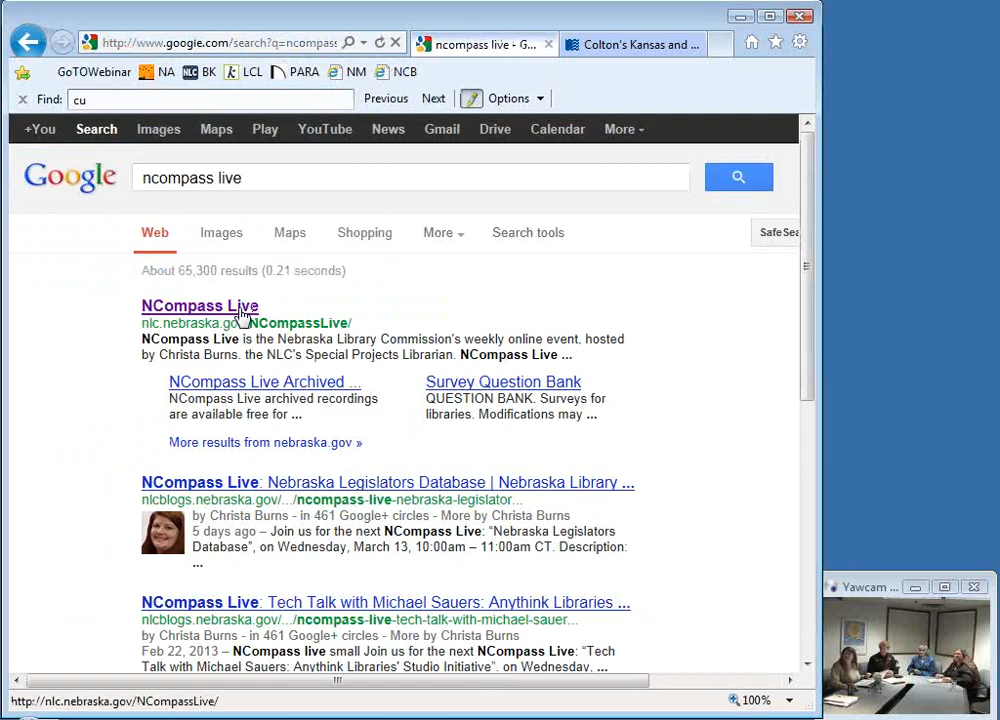 http://www.google.com/search?q=ncompass
ncompass live - G...
Colton's Kansas and ...
GoTOWebinar NA NLC BK k LCL PARA NM NCB
x Find: cu Previous Next Options
+You Search Images Maps Play YouTube News Gmail Drive Calendar More
Google ncompass live
Web Images Maps Shopping More Search tools SafeSea
About 65,300 results (0.21 seconds)
NCompass Live
nlc.nebraska.go NCompassLive/
NCompass Live is the Nebraska Library Commission's weekly online event, hosted
by Christa Burns. the NLC's Special Projects Librarian. NCompass Live ...
NCompass Live Archived ...
NCompass Live archived recordings
are available free for ...
Survey Question Bank
QUESTION BANK. Surveys for
libraries. Modifications may ...
More results from nebraska.gov »
NCompass Live: Nebraska Legislators Database | Nebraska Library ...
nlcblogs.nebraska.gov/.../ncompass-live-nebraska-legislator...
by Christa Burns - in 461 Google+ circles - More by Christa Burns
5 days ago – Join us for the next NCompass Live: "Nebraska Legislators
Database", on Wednesday, March 13, 10:00am – 11:00am CT. Description:
...
NCompass Live: Tech Talk with Michael Sauers: Anythink Libraries ...
nlcblogs.nebraska.gov/.../ncompass-live-tech-talk-with-michael-sauer...
by Christa Burns - in 461 Google+ circles - More by Christa Burns
Feb 22, 2013 – NCompass live small Join us for the next NCompass Live: "Tech
Talk with Michael Sauers: Anythink Libraries' Studio Initiative", on Wednesday, ...
http://nlc.nebraska.gov/NCompassLive/
100%
Yawcam ...